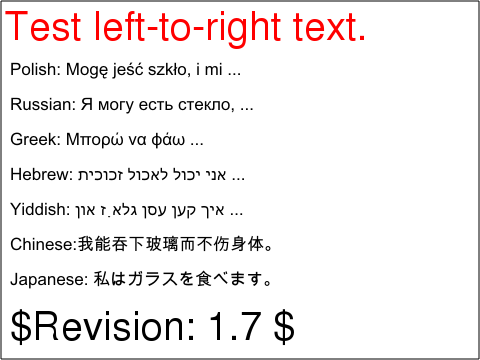 Test left-to-right text.
Polish: Mogę jeść szkło, i mi ...
Russian: Я могу есть стекло, ...
Greek: Μπορώ να φάω ...
Hebrew: אני יכול לאכול זכוכית ...
Yiddish: איך קען עסן גלאָז און ...
Chinese:我能吞下玻璃而不伤身体。
Japanese: 私はガラスを食べます。
$Revision: 1.7 $